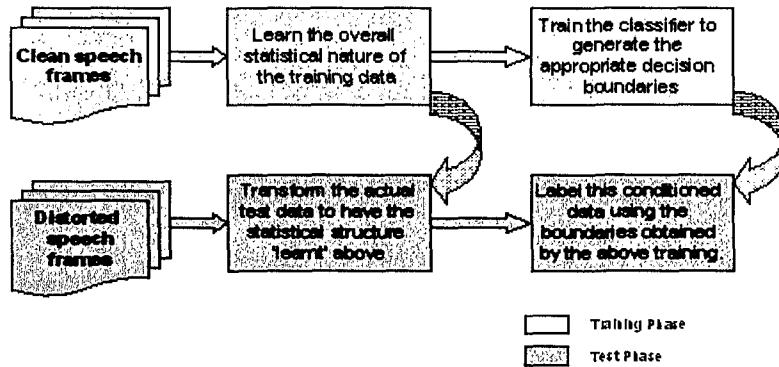 Clean speech
frames
Learn the overall
statistical nature of
the training data
Train the classifier to
generate the
appropriate decision
boundaries
Distorted
speech
frames
Transform the actual
test data to have the
statistical structure
'learnt' above
Label this conditioned
data using the
boundaries obtained
by the above training
Training Phase
Test Phase